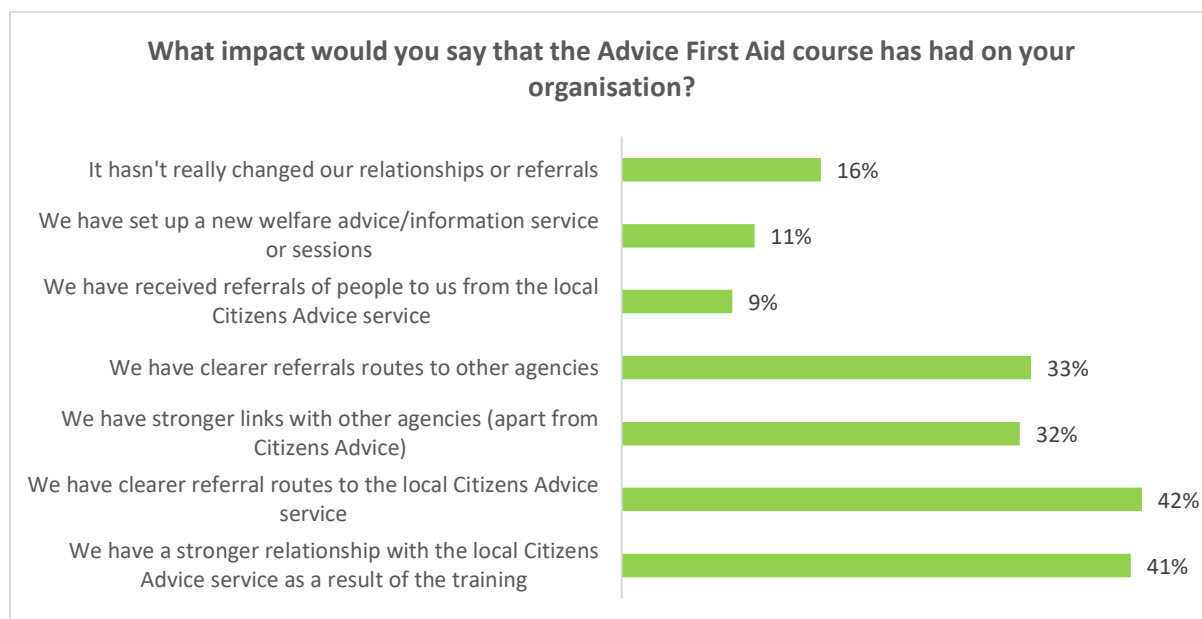 What impact would you say that the Advice First Aid course has had on your
organisation?
It hasn't really changed our relationships or referrals
16%
We have set up a new welfare advice/information service
or sessions
11%
We have received referrals of people to us from the local
Citizens Advice service
9%
We have clearer referrals routes to other agencies
33%
We have stronger links with other agencies (apart from
Citizens Advice)
32%
We have clearer referral routes to the local Citizens Advice
service
42%
We have a stronger relationship with the local Citizens
Advice service as a result of the training
41%